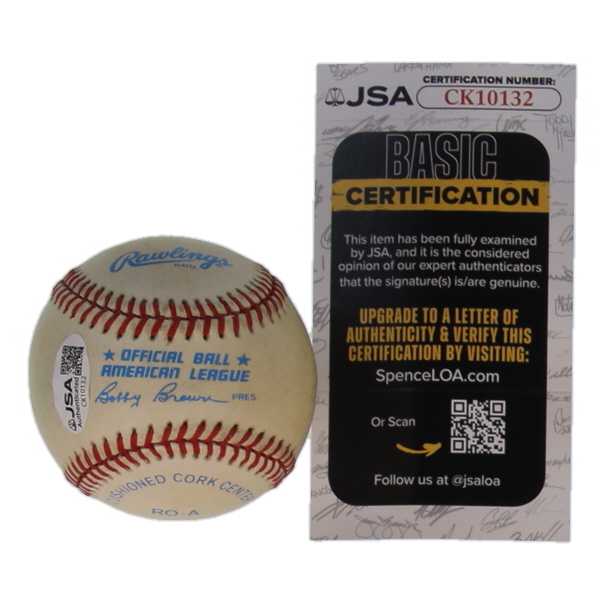 Rawlings
HAITI
★ OFFICIAL BALL ★
AMERICAN LEAGUE
Bobby Brown PRES
CUSHIONED CORK CENTER
RO-A
JSA
Authenticated
CK10132
CERTIFICATION NUMBER:
JSA CK10132
BASIC
CERTIFICATION
This item has been fully examined
by JSA, and it is the considered
opinion of our expert authenticators
that the signature(s) is/are genuine.
UPGRADE TO A LETTER OF
AUTHENTICITY & VERIFY THIS
CERTIFICATION BY VISITING:
SpenceLOA.com
Or Scan
Follow us at @jsaloa